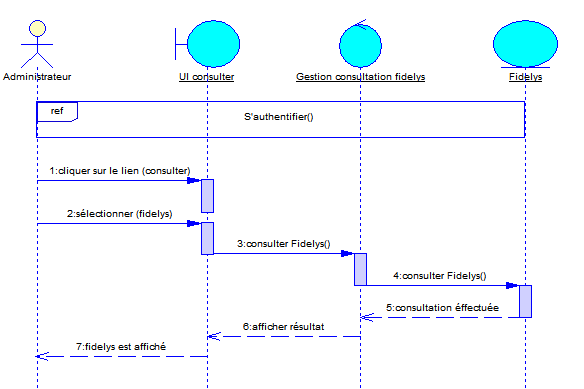 Administrateur
UI consulter
Gestion consultation fidelys
Fidelys
ref
S'authentifier()
1:cliquer sur le lien (consulter)
2:sélectionner (fidelys)
3:consulter Fidelys()
4:consulter Fidelys()
5:consultation éffectuée
6:afficher résultat
7:fidelys est affiché